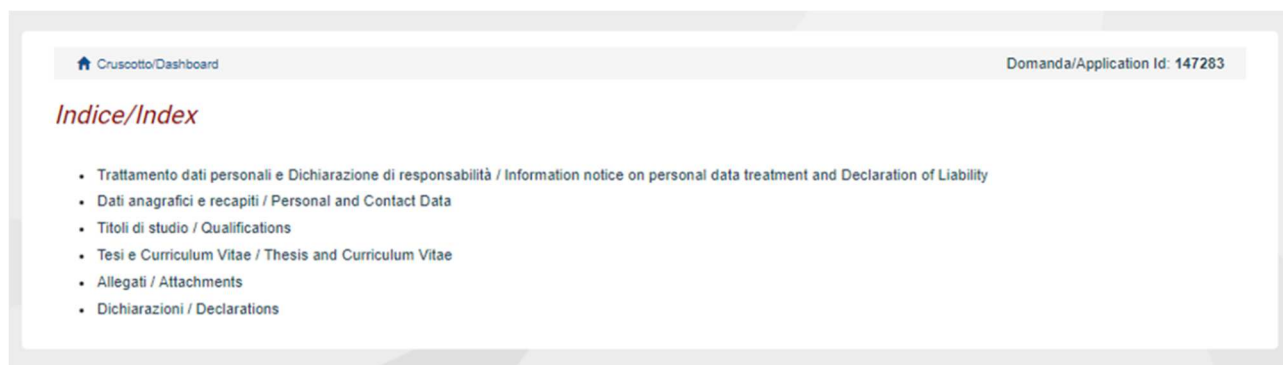 Cruscotto/Dashboard
Domanda/Application Id: 147283
Indice/Index
Trattamento dati personali e Dichiarazione di responsabilità / Information notice on personal data treatment and Declaration of Liability
Dati anagrafici e recapiti / Personal and Contact Data
Titoli di studio / Qualifications
Tesi e Curriculum Vitae / Thesis and Curriculum Vitae
Allegati / Attachments
Dichiarazioni / Declarations